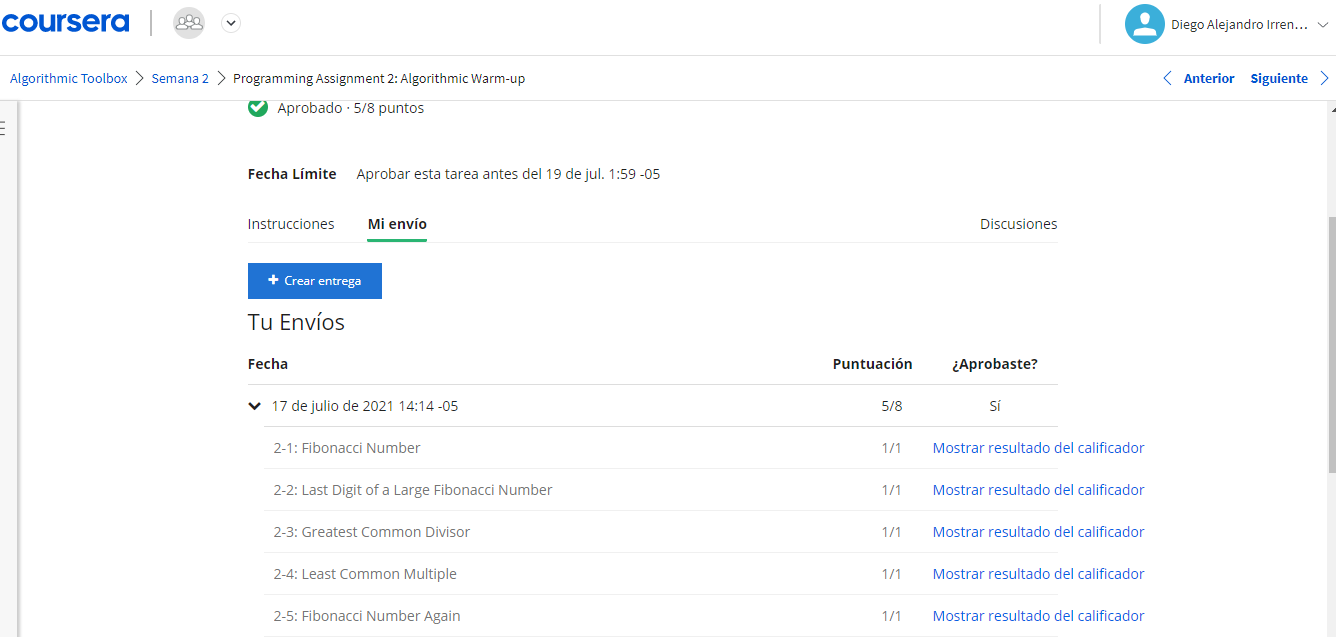 coursera
Diego Alejandro Irren...
Algorithmic Toolbox > Semana 2 > Programming Assignment 2: Algorithmic Warm-up
Anterior Siguiente
Aprobado · 5/8 puntos
Fecha Límite Aprobar esta tarea antes del 19 de jul. 1:59 -05
Instrucciones Mi envío Discusiones
+ Crear entrega
Tu Envíos
Fecha Puntuación ¿Aprobaste?
17 de julio de 2021 14:14 -05 5/8 Sí
2-1: Fibonacci Number 1/1 Mostrar resultado del calificador
2-2: Last Digit of a Large Fibonacci Number 1/1 Mostrar resultado del calificador
2-3: Greatest Common Divisor 1/1 Mostrar resultado del calificador
2-4: Least Common Multiple 1/1 Mostrar resultado del calificador
2-5: Fibonacci Number Again 1/1 Mostrar resultado del calificador